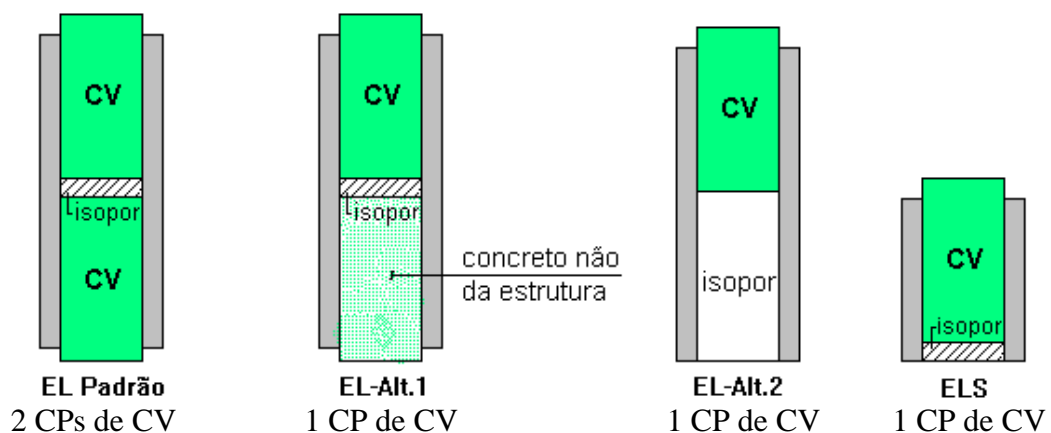 CV
isopor
CV
EL Padrão
2 CPs de CV
CV
isopor
concreto não
da estrutura
EL-Alt.1
1 CP de CV
CV
isopor
EL-Alt.2
1 CP de CV
CV
isopor
ELS
1 CP de CV